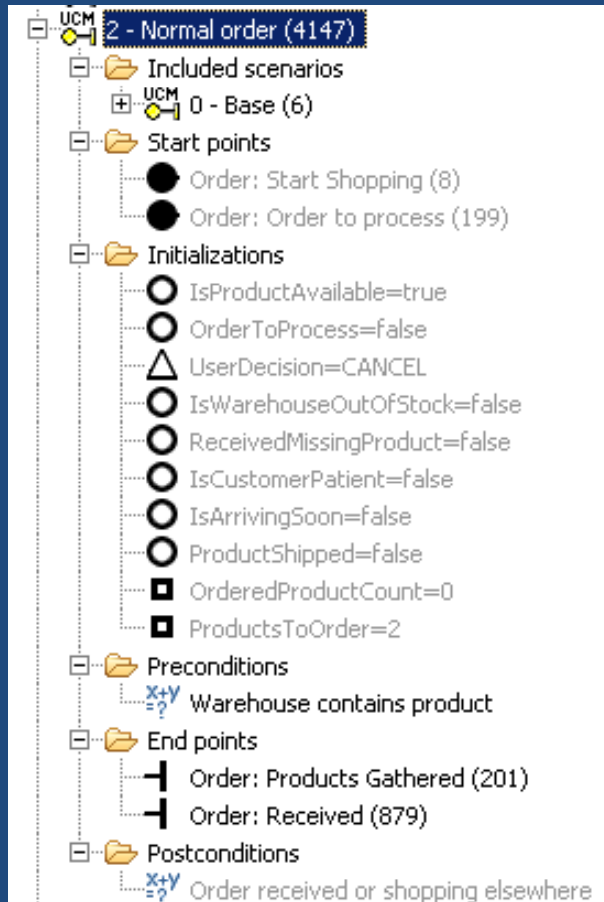 UCM 2 - Normal order (4147)
Included scenarios
UCM 0 - Base (6)
Start points
Order: Start Shopping (8)
Order: Order to process (199)
Initializations
IsProductAvailable=true
OrderToProcess=false
UserDecision=CANCEL
IsWarehouseOutOfStock=false
ReceivedMissingProduct=false
IsCustomerPatient=false
IsArrivingSoon=false
ProductShipped=false
OrderedProductCount=0
ProductsToOrder=2
Preconditions
X+Y=? Warehouse contains product
End points
Order: Products Gathered (201)
Order: Received (879)
Postconditions
X+Y=? Order received or shopping elsewhere